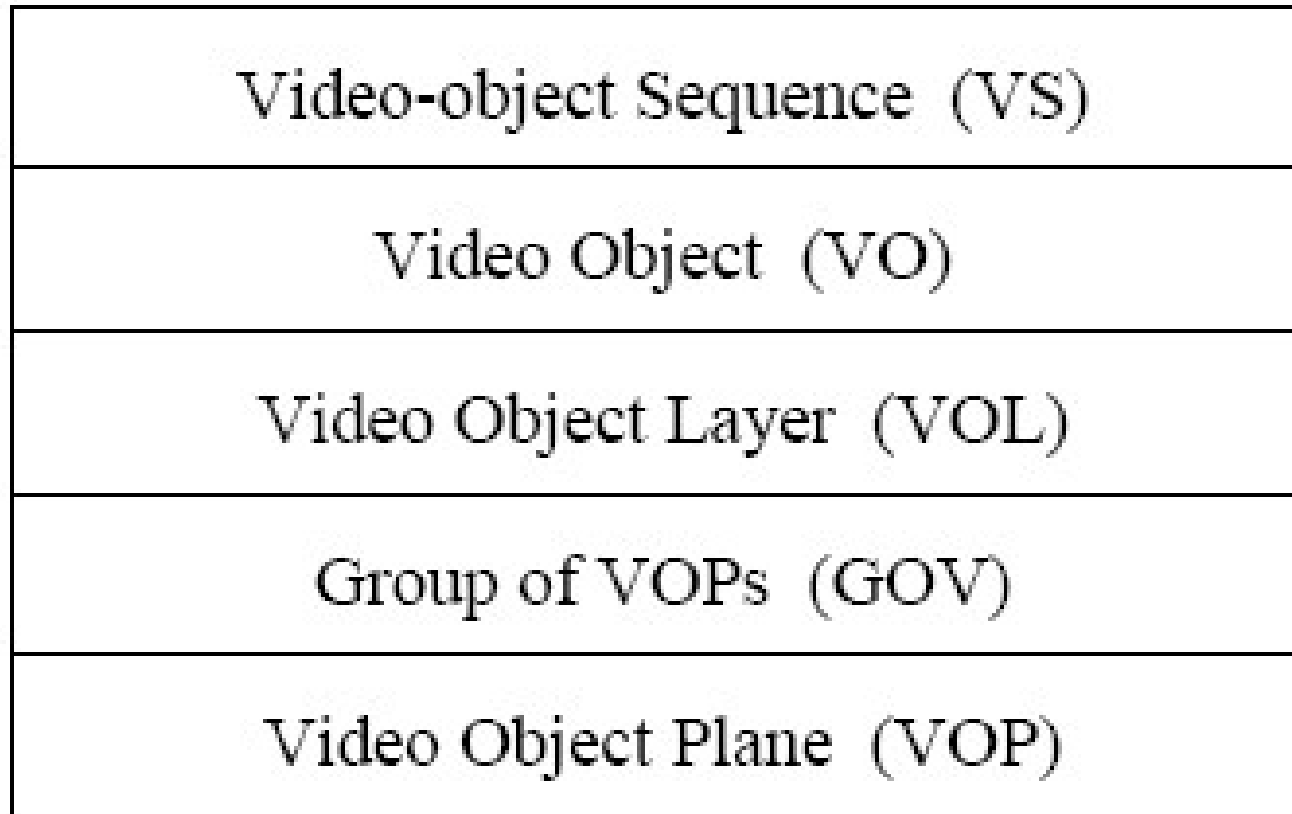 Video-object Sequence (VS)
Video Object (VO)
Video Object Layer (VOL)
Group of VOPs (GOV)
Video Object Plane (VOP)